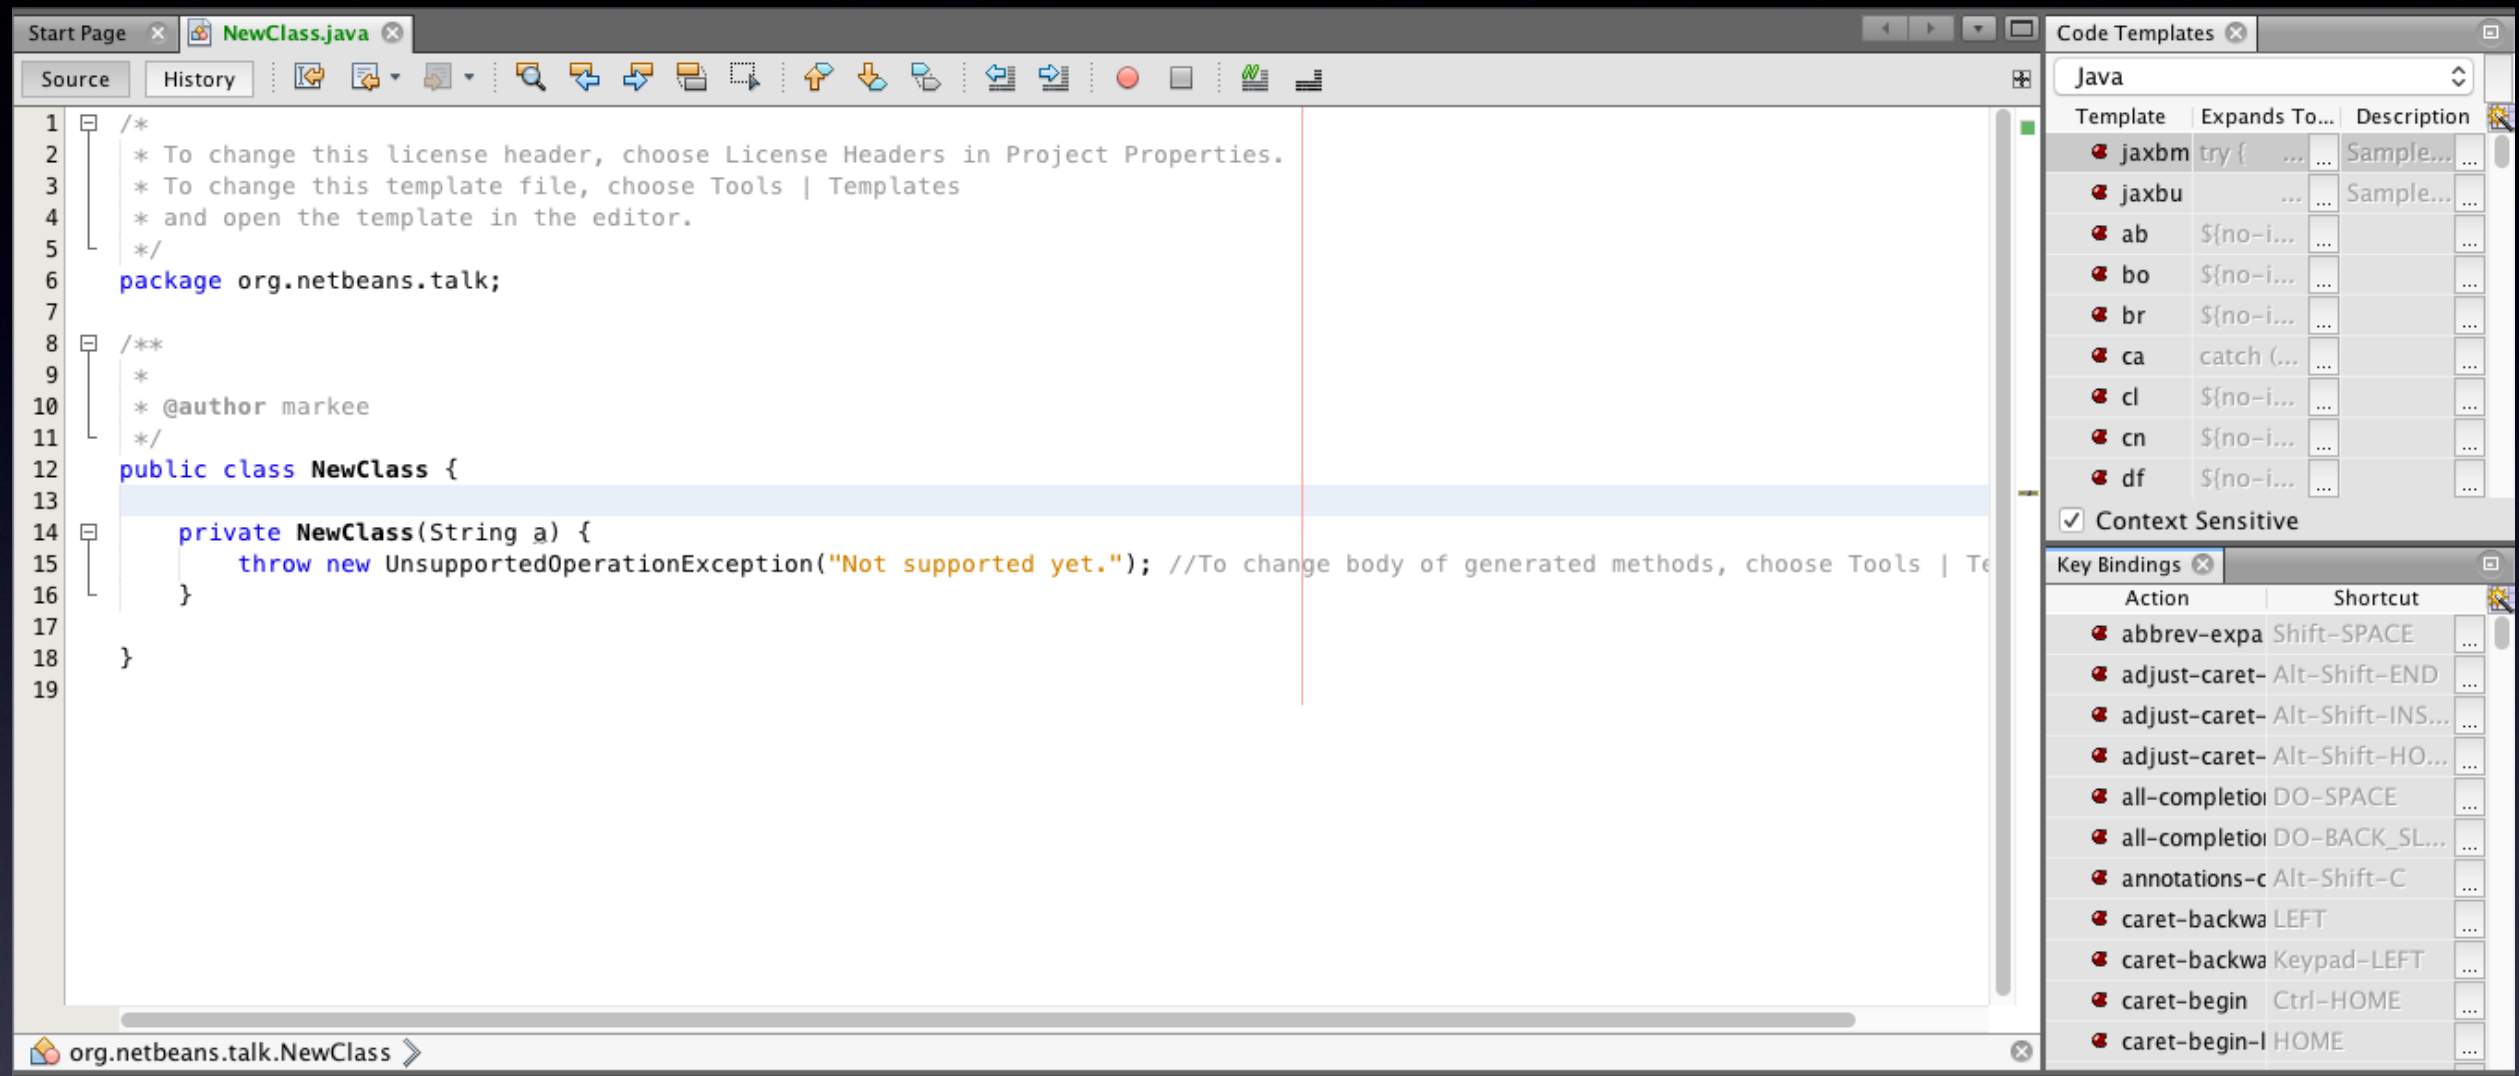 Start Page
NewClass.java
Source History
1 /*
2  * To change this license header, choose License Headers in Project Properties.
3  * To change this template file, choose Tools | Templates
4  * and open the template in the editor.
5  */
6 package org.netbeans.talk;
7
8 /**
9  *
10  * @author markee
11  */
12 public class NewClass {
13
14     private NewClass(String a) {
15         throw new UnsupportedOperationException("Not supported yet."); //To change body of generated methods, choose Tools | Te
16     }
17
18 }
19
org.netbeans.talk.NewClass
Code Templates
Java
Template Expands To... Description
jaxbm try { ... ... Sample... ...
jaxbu ... ... Sample... ...
ab ${no-i... ... ...
bo ${no-i... ... ...
br ${no-i... ... ...
ca catch (... ... ...
cl ${no-i... ... ...
cn ${no-i... ... ...
df ${no-i... ... ...
Context Sensitive
Key Bindings
Action Shortcut
abbrev-expa Shift-SPACE ...
adjust-caret- Alt-Shift-END ...
adjust-caret- Alt-Shift-INS... ...
adjust-caret- Alt-Shift-HO... ...
all-completio DO-SPACE ...
all-completio DO-BACK_SL... ...
annotations-c Alt-Shift-C ...
caret-backwa LEFT ...
caret-backwa Keypad-LEFT ...
caret-begin Ctrl-HOME ...
caret-begin-l HOME ...